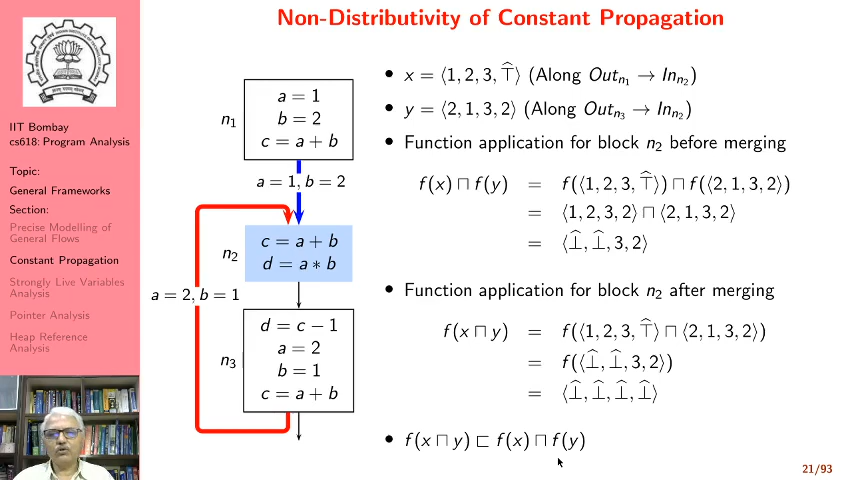 Non-Distributivity of Constant Propagation
IIT Bombay
cs618: Program Analysis
Topic:
General Frameworks
Section:
Precise Modelling of
General Flows
Constant Propagation
Strongly Live Variables
Analysis
Pointer Analysis
Heap Reference
Analysis
n₁
a = 1
b = 2
c = a + b
a = 1, b = 2
n₂
c = a + b
d = a ∗ b
a = 2, b = 1
n₃
d = c − 1
a = 2
b = 1
c = a + b
• x = ⟨1, 2, 3, ⊤̂⟩ (Along Outₙ₁ → Inₙ₂)
• y = ⟨2, 1, 3, 2⟩ (Along Outₙ₃ → Inₙ₂)
• Function application for block n₂ before merging
f(x) ⊓ f(y) = f(⟨1, 2, 3, ⊤̂⟩) ⊓ f(⟨2, 1, 3, 2⟩)
= ⟨1, 2, 3, 2⟩ ⊓ ⟨2, 1, 3, 2⟩
= ⟨⊥̂, ⊥̂, 3, 2⟩
• Function application for block n₂ after merging
f(x ⊓ y) = f(⟨1, 2, 3, ⊤̂⟩ ⊓ ⟨2, 1, 3, 2⟩)
= f(⟨⊥̂, ⊥̂, 3, 2⟩)
= ⟨⊥̂, ⊥̂, ⊥̂, ⊥̂⟩
• f(x ⊓ y) ⊏ f(x) ⊓ f(y)
21/93